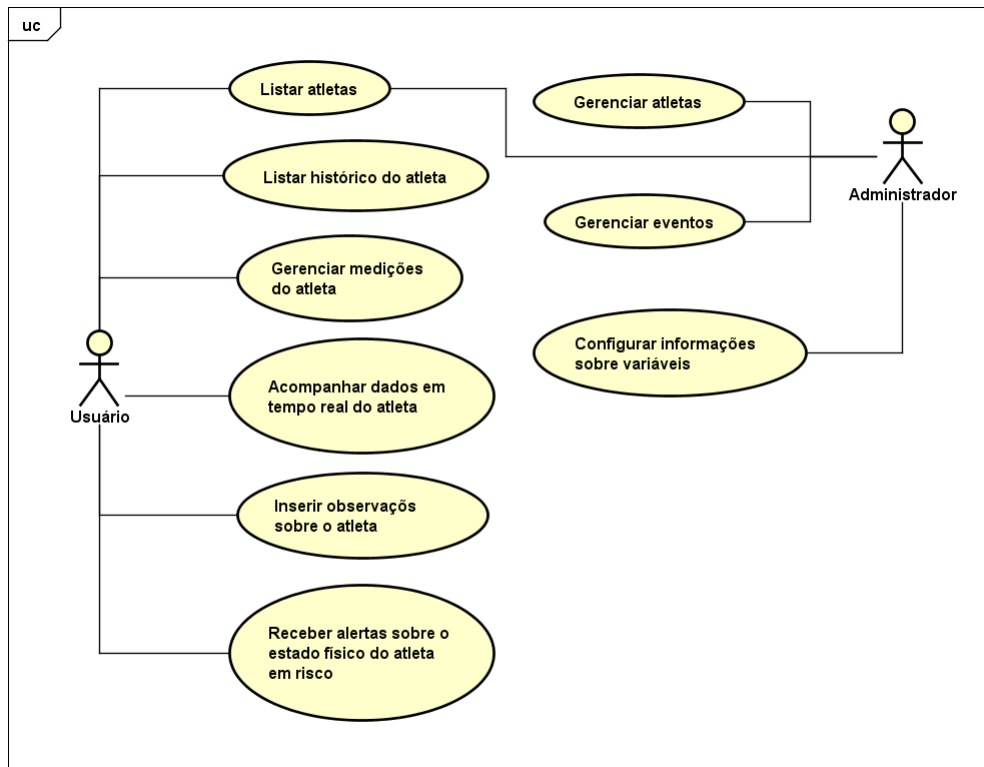 uc
Listar atletas
Gerenciar atletas
Administrador
Listar histórico do atleta
Gerenciar eventos
Gerenciar medições
do atleta
Configurar informações
sobre variáveis
Acompanhar dados em
tempo real do atleta
Usuário
Inserir observaçõs
sobre o atleta
Receber alertas sobre o
estado físico do atleta
em risco